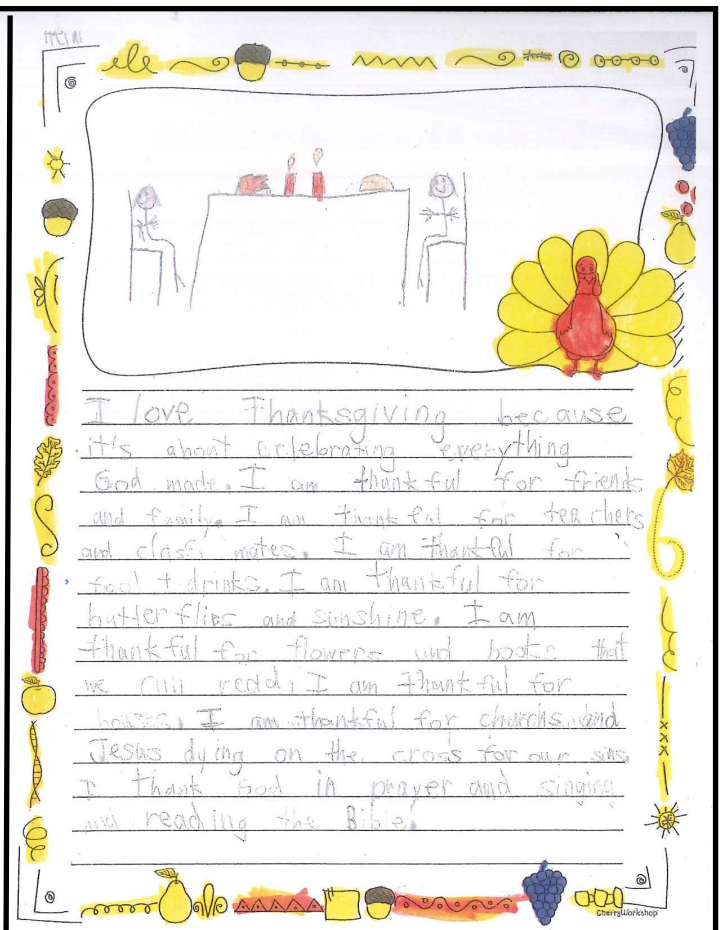 I love Thanksgiving because
it's about celebrating everything
God made. I am thankful for friends
and family. I am thankful for teachers
and class mates. I am thankful for
food + drinks. I am thankful for
butterflies and sunshine. I am
thankful for flowers and books that
we can read. I am thankful for
houses. I am thankful for churchs and
Jesus dying on the cross for our sins.
I thank God in prayer and singing
and reading the Bible.
CherryWorkshop